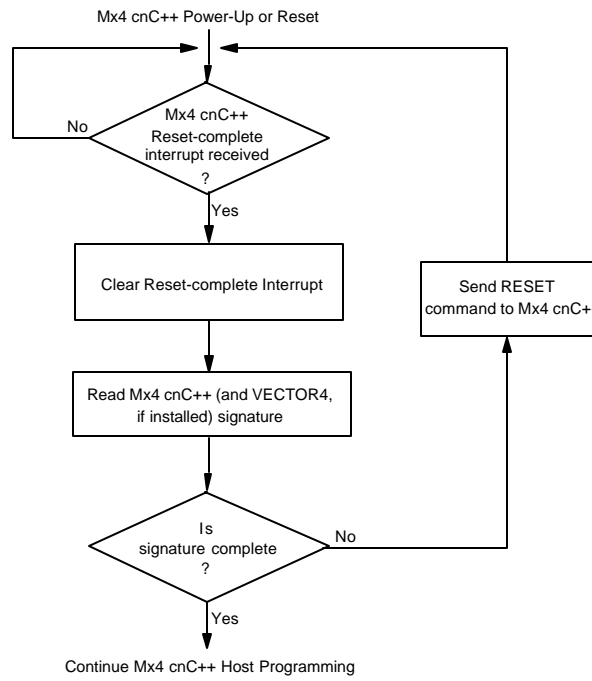 Mx4 cnC++ Power-Up or Reset
Mx4 cnC++
Reset-complete
interrupt received
?
No
Yes
Clear Reset-complete Interrupt
Send RESET
command to Mx4 cnC+
Read Mx4 cnC++ (and VECTOR4,
if installed) signature
Is
signature complete
?
No
Yes
Continue Mx4 cnC++ Host Programming